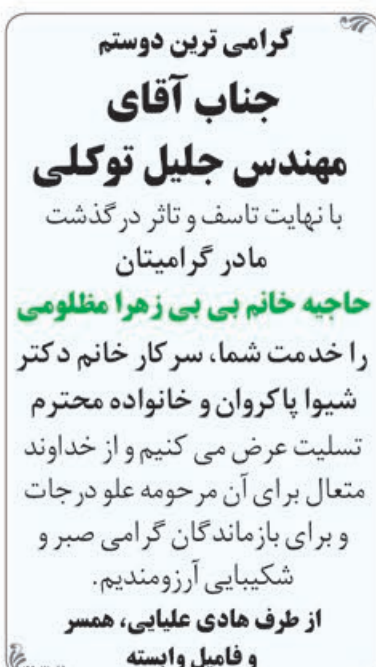 گرامی ترین دوستم
جناب آقای
مهندس جلیل توکلی
با نهایت تاسف و تاثر درگذشت
مادر گرامیتان
حاجیه خانم بی بی زهرا مظلومی
را خدمت شما، سرکار خانم دکتر
شیوا پاکروان و خانواده محترم
تسلیت عرض می کنیم و از خداوند
متعال برای آن مرحومه علو درجات
و برای بازماندگان گرامی صبر و
شکیبایی آرزومندیم.
از طرف هادی علیایی، همسر
و فامیل وابسته